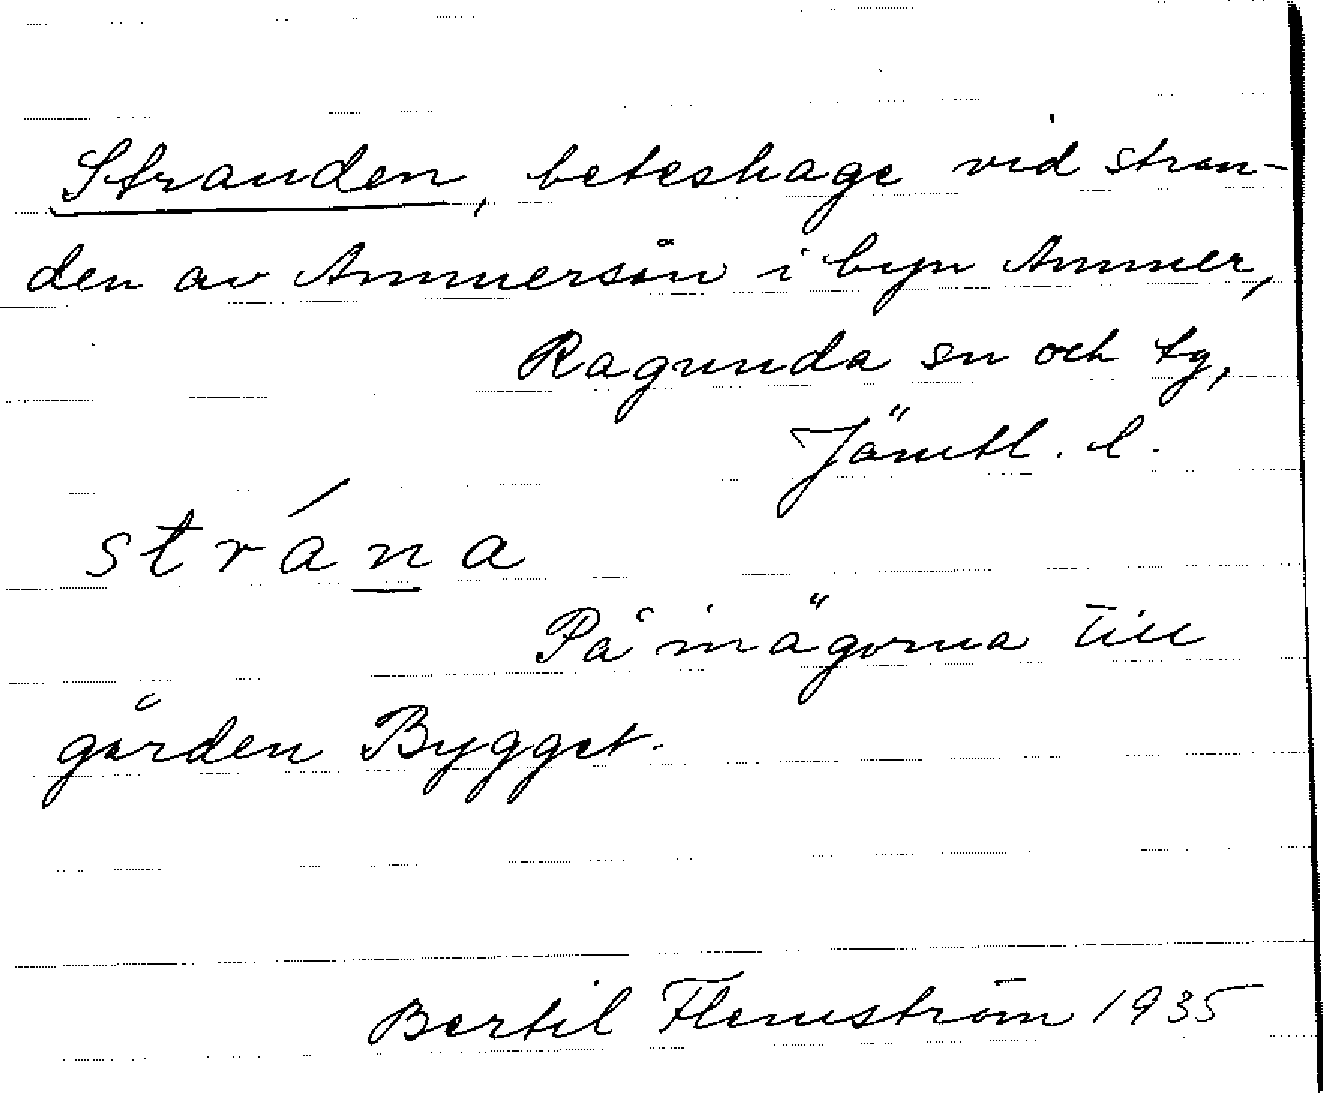 Stranden, beteshage vid stran-
den av Ammersön i byn Ammer,
Ragunda sn och tg,
Jämtl. l.
strána
På inägorna till
gården Bygget.
Bertil Flemström 1935